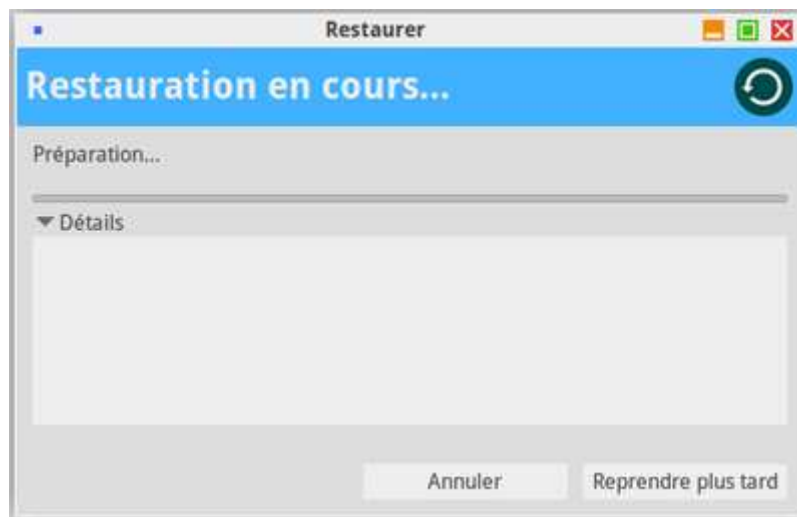 Restaurer
Restauration en cours...
Préparation...
Détails
Annuler
Reprendre plus tard